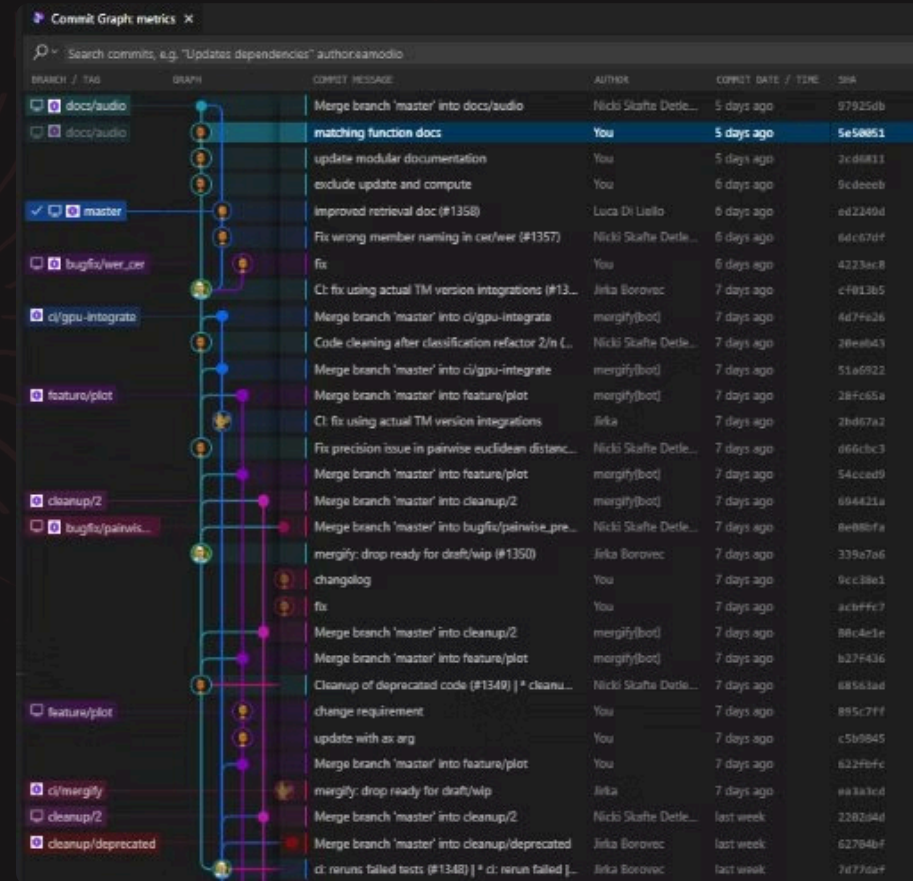 Commit Graph: metrics ×
Search commits, e.g. "Updates dependencies" author:eamodio
BRANCH / TAG GRAPH COMMIT MESSAGE AUTHOR COMMIT DATE / TIME SHA
docs/audio Merge branch 'master' into docs/audio Nicki Skafte Detle... 5 days ago 97925db
docs/audio matching function docs You 5 days ago 5e50051
update modular documentation You 5 days ago 2cd6811
exclude update and compute You 6 days ago 9cdeeeb
master improved retrieval doc (#1358) Luca Di Liello 6 days ago ed2249d
Fix wrong member naming in cer/wer (#1357) Nicki Skafte Detle... 6 days ago 6dc67df
bugfix/wer_cer fix You 6 days ago 4223ac8
CI: fix using actual TM version integrations (#13... Jirka Borovec 7 days ago cf013b5
ci/gpu-integrate Merge branch 'master' into ci/gpu-integrate mergify[bot] 7 days ago 4d7fe26
Code cleaning after classification refactor 2/n (... Nicki Skafte Detle... 7 days ago 20eab43
Merge branch 'master' into ci/gpu-integrate mergify[bot] 7 days ago 51a6922
feature/plot Merge branch 'master' into feature/plot mergify[bot] 7 days ago 28fc65a
CI: fix using actual TM version integrations Jirka 7 days ago 2bd67a2
Fix precision issue in pairwise euclidean distanc... Nicki Skafte Detle... 7 days ago d66cbc3
Merge branch 'master' into feature/plot mergify[bot] 7 days ago 54cced9
cleanup/2 Merge branch 'master' into cleanup/2 mergify[bot] 7 days ago 694421a
bugfix/pairwis... Merge branch 'master' into bugfix/pairwise_pre... Nicki Skafte Detle... 7 days ago 8e08bfa
mergify: drop ready for draft/wip (#1350) Jirka Borovec 7 days ago 339a7a6
changelog You 7 days ago 9cc38e1
fix You 7 days ago acbffc7
Merge branch 'master' into cleanup/2 mergify[bot] 7 days ago 80c4e1e
Merge branch 'master' into feature/plot mergify[bot] 7 days ago b27f436
Cleanup of deprecated code (#1349) | * cleanu... Nicki Skafte Detle... 7 days ago 68563ad
feature/plot change requirement You 7 days ago 895c7ff
update with ax arg You 7 days ago c5b9845
Merge branch 'master' into feature/plot You 7 days ago 622fbfc
ci/mergify mergify: drop ready for draft/wip Jirka 7 days ago ea3a3cd
cleanup/2 Merge branch 'master' into cleanup/2 Nicki Skafte Detle... last week 2202d4d
cleanup/deprecated Merge branch 'master' into cleanup/deprecated Jirka Borovec last week 62704bf
ci: reruns failed tests (#1348) | * ci: rerun failed |... Jirka Borovec last week 7d77daf